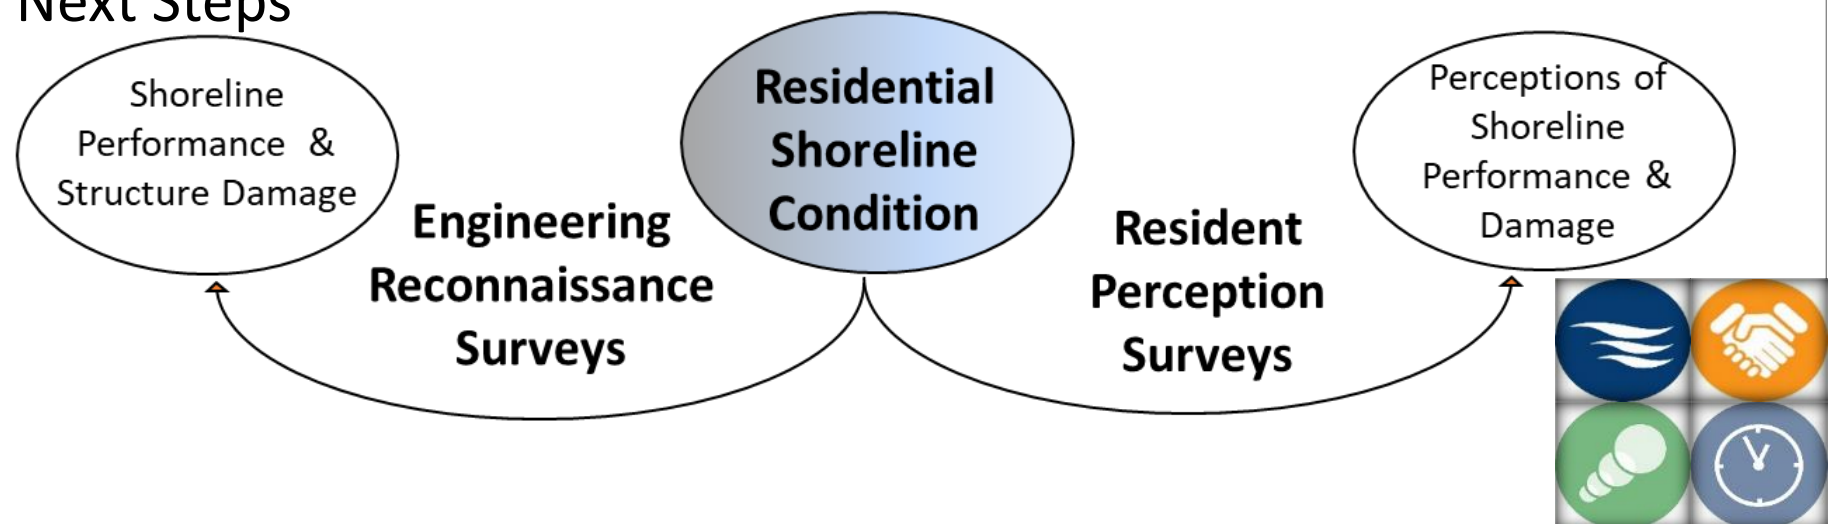 Next Steps
Shoreline
Performance &
Structure Damage
Engineering
Reconnaissance
Surveys
Residential
Shoreline
Condition
Resident
Perception
Surveys
Perceptions of
Shoreline
Performance &
Damage